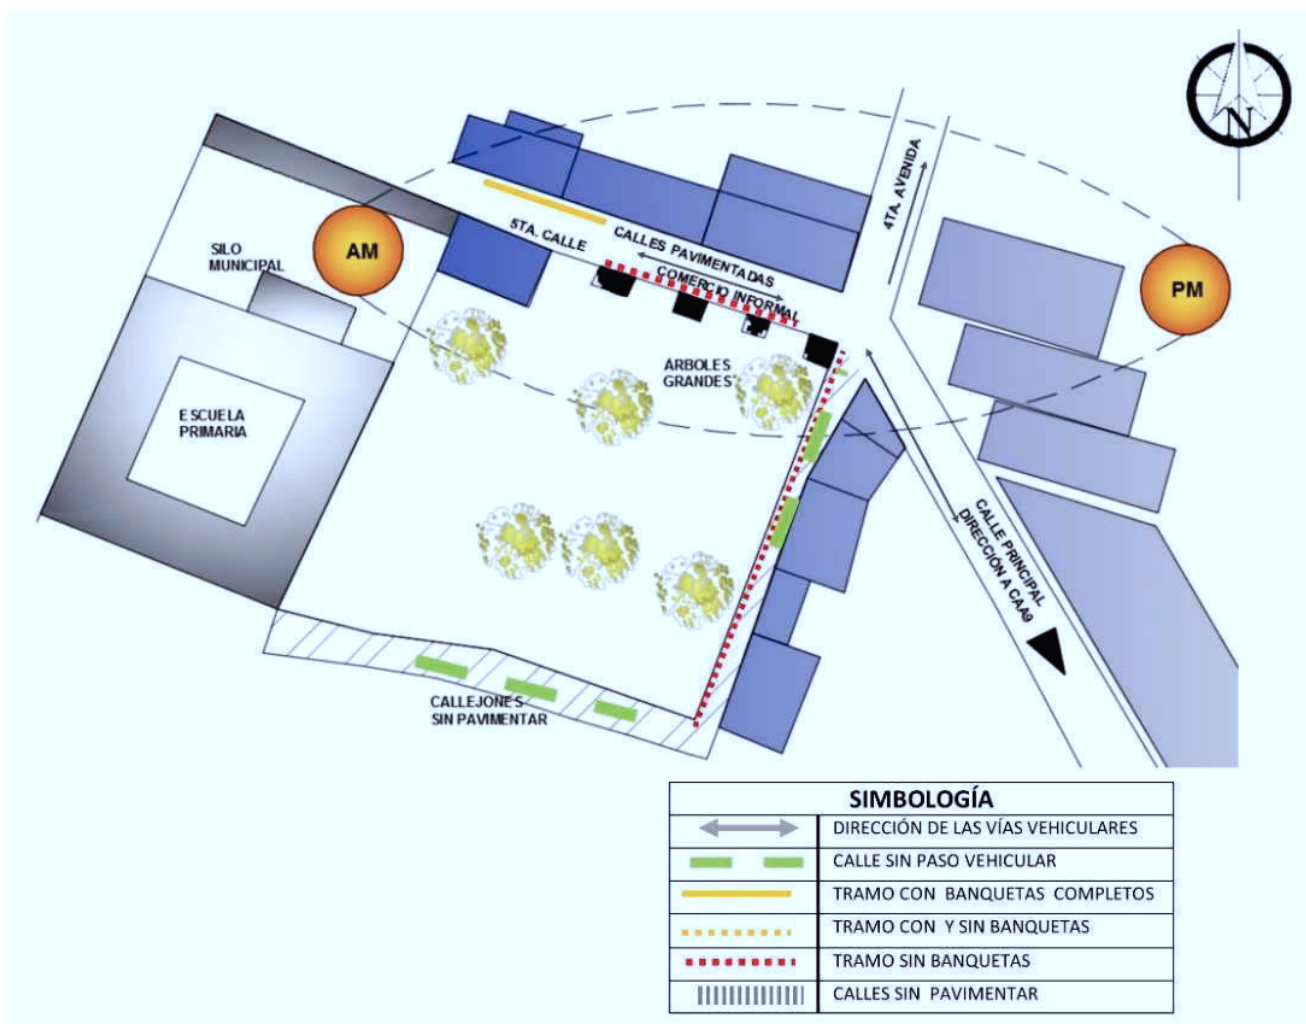 N
4TA. AVENIDA
AM
SILO
MUNICIPAL
5TA. CALLE
CALLES PAVIMENTADAS
COMERCIO INFORMAL
PM
ÁRBOLES
GRANDES
ESCUELA
PRIMARIA
CALLE PRINCIPAL
DIRECCIÓN A CAA9
CALLEJONES
SIN PAVIMENTAR
SIMBOLOGÍA
DIRECCIÓN DE LAS VÍAS VEHICULARES
CALLE SIN PASO VEHICULAR
TRAMO CON BANQUETAS COMPLETOS
TRAMO CON Y SIN BANQUETAS
TRAMO SIN BANQUETAS
CALLES SIN PAVIMENTAR